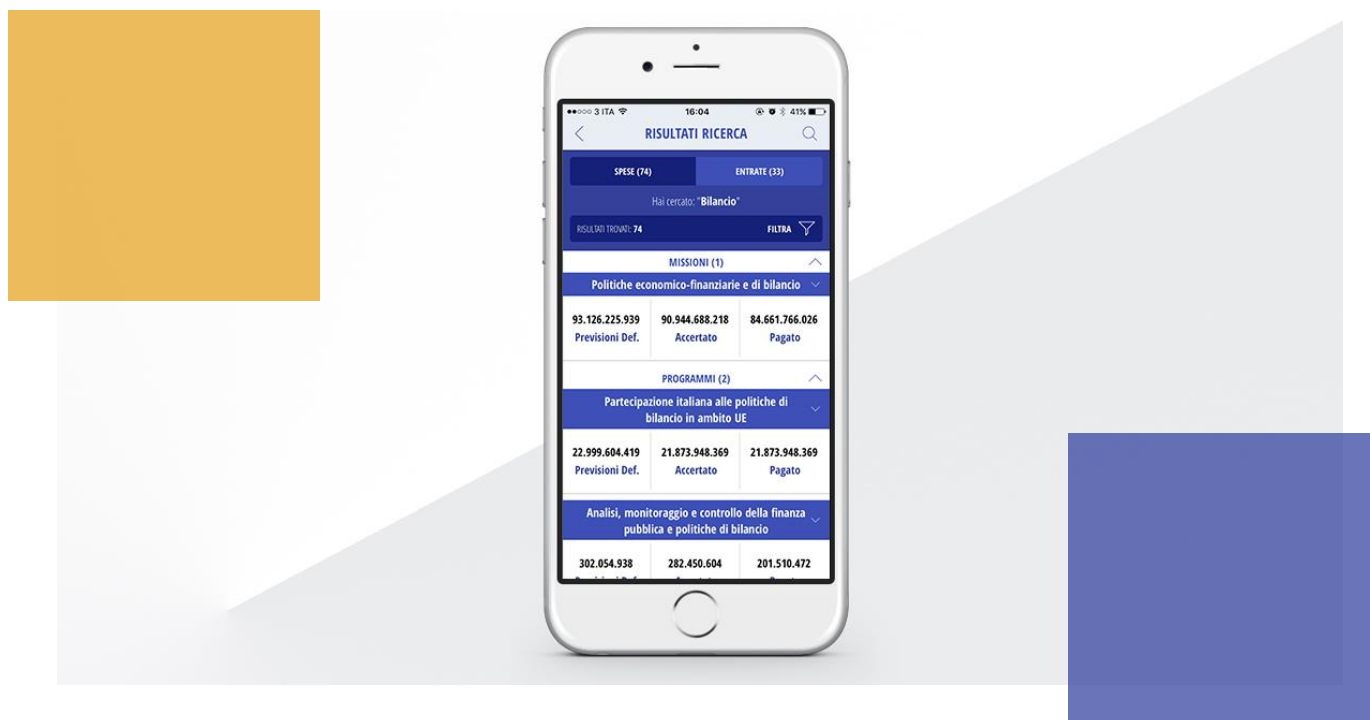 3 ITA 16:04 41%
RISULTATI RICERCA
SPESE (74) ENTRATE (33)
Hai cercato: "Bilancio"
RISULTATI TROVATI: 74 FILTRA
MISSIONI (1)
Politiche economico-finanziarie e di bilancio
93.126.225.939 90.944.688.218 84.661.766.026
Previsioni Def. Accertato Pagato
PROGRAMMI (2)
Partecipazione italiana alle politiche di
bilancio in ambito UE
22.999.604.419 21.873.948.369 21.873.948.369
Previsioni Def. Accertato Pagato
Analisi, monitoraggio e controllo della finanza
pubblica e politiche di bilancio
302.054.938 282.450.604 201.510.472